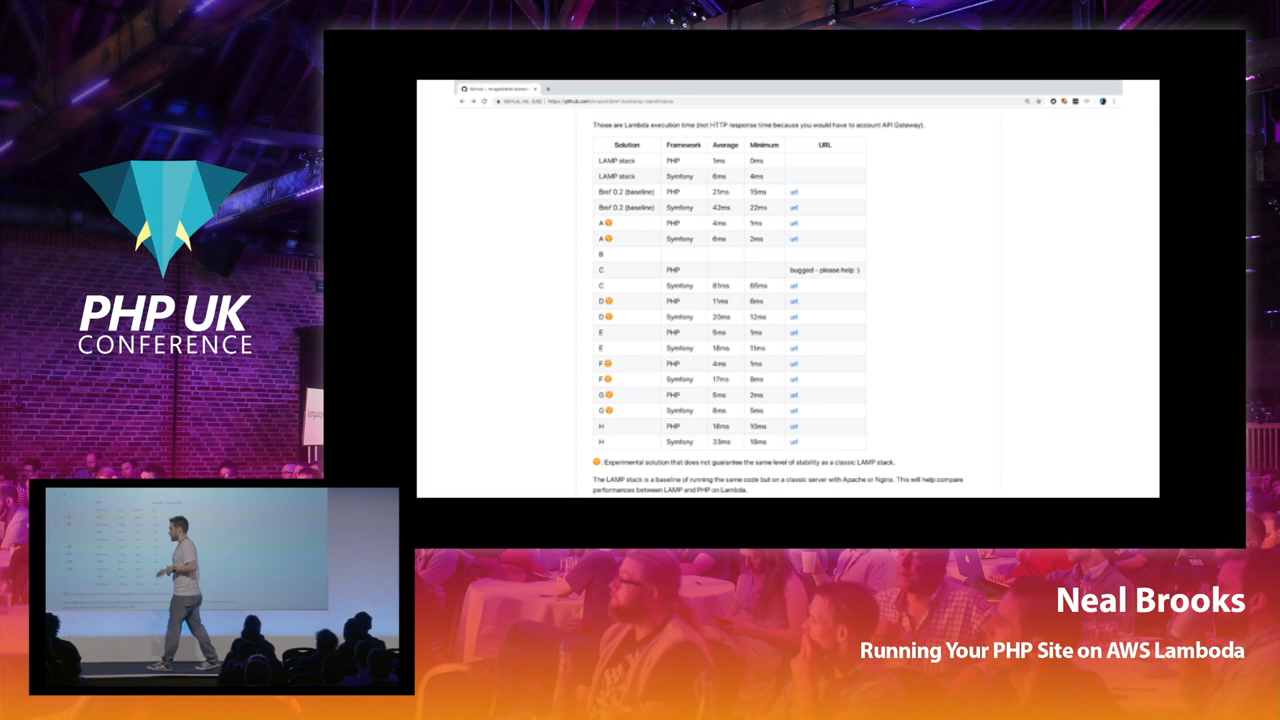 PHP UK
CONFERENCE
Those are Lambda execution time (not HTTP response time because you would have to account API Gateway).
Solution Framework Average Minimum URL
LAMP stack PHP 1ms 0ms
LAMP stack Symfony 6ms 4ms
Bref 0.2 (baseline) PHP 21ms 15ms url
Bref 0.2 (baseline) Symfony 42ms 22ms url
A PHP 4ms 1ms url
A Symfony 6ms 2ms url
B
C PHP bugged - please help :)
C Symfony 81ms 65ms url
D PHP 11ms 6ms url
D Symfony 20ms 12ms url
E PHP 5ms 1ms url
E Symfony 18ms 11ms url
F PHP 4ms 1ms url
F Symfony 17ms 8ms url
G PHP 5ms 2ms url
G Symfony 8ms 5ms url
H PHP 18ms 10ms url
H Symfony 33ms 18ms url
: Experimental solution that does not guarantee the same level of stability as a classic LAMP stack.
The LAMP stack is a baseline of running the same code but on a classic server with Apache or Nginx. This will help compare
performances between LAMP and PHP on Lambda.
Neal Brooks
Running Your PHP Site on AWS Lamboda